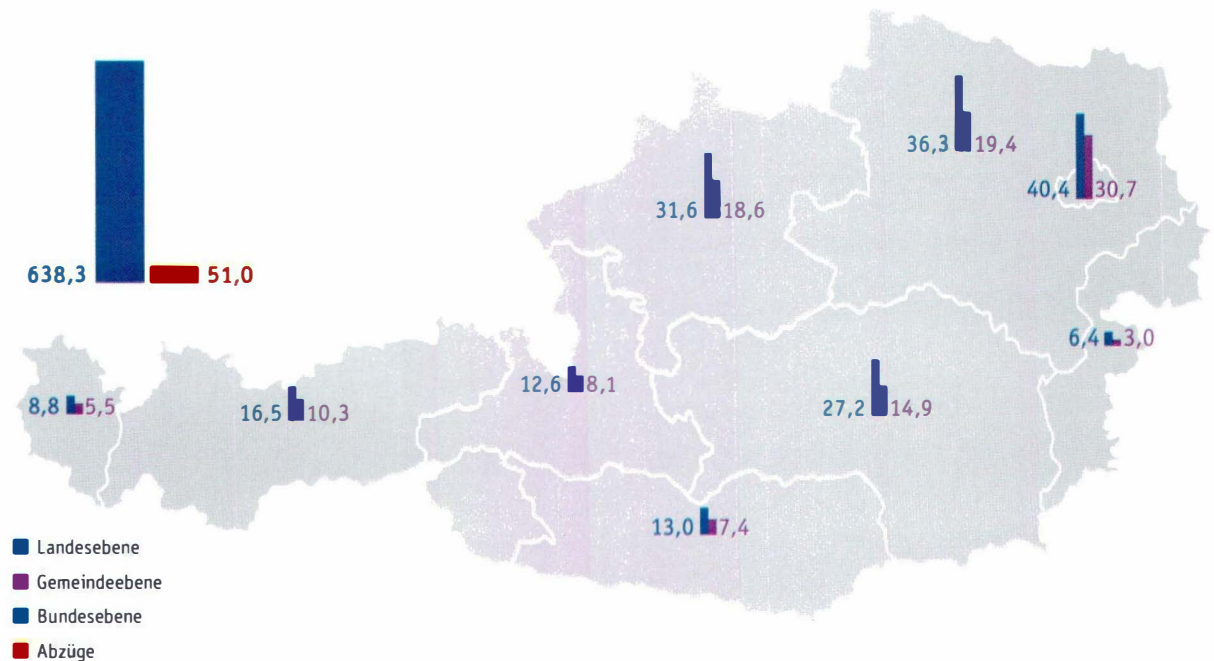 36,3 19,4
40,4 30,7
31,6 18,6
638,3 51,0
6,4 3,0
12,6 8,1
8,8 5,5
16,5 10,3
27,2 14,9
13,0 7,4
Landesebene
Gemeindeebene
Bundesebene
Abzüge